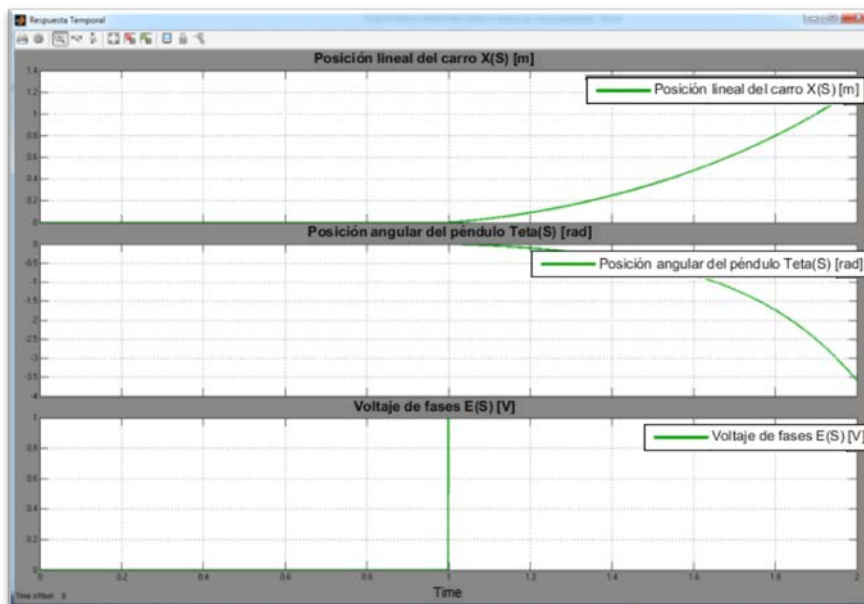 Respuesta Temporal
Posición lineal del carro X(S) [m]
Posición lineal del carro X(S) [m]
1.4
1.2
1
0.8
0.6
0.4
0.2
0
Posición angular del péndulo Teta(S) [rad]
Posición angular del péndulo Teta(S) [rad]
0
-0.5
-1
-1.5
-2
-2.5
-3
-3.5
-4
Voltaje de fases E(S) [V]
Voltaje de fases E(S) [V]
1
0.8
0.6
0.4
0.2
0
0 0.2 0.4 0.6 0.8 1 1.2 1.4 1.6 1.8 2
Time
Time offset: 0